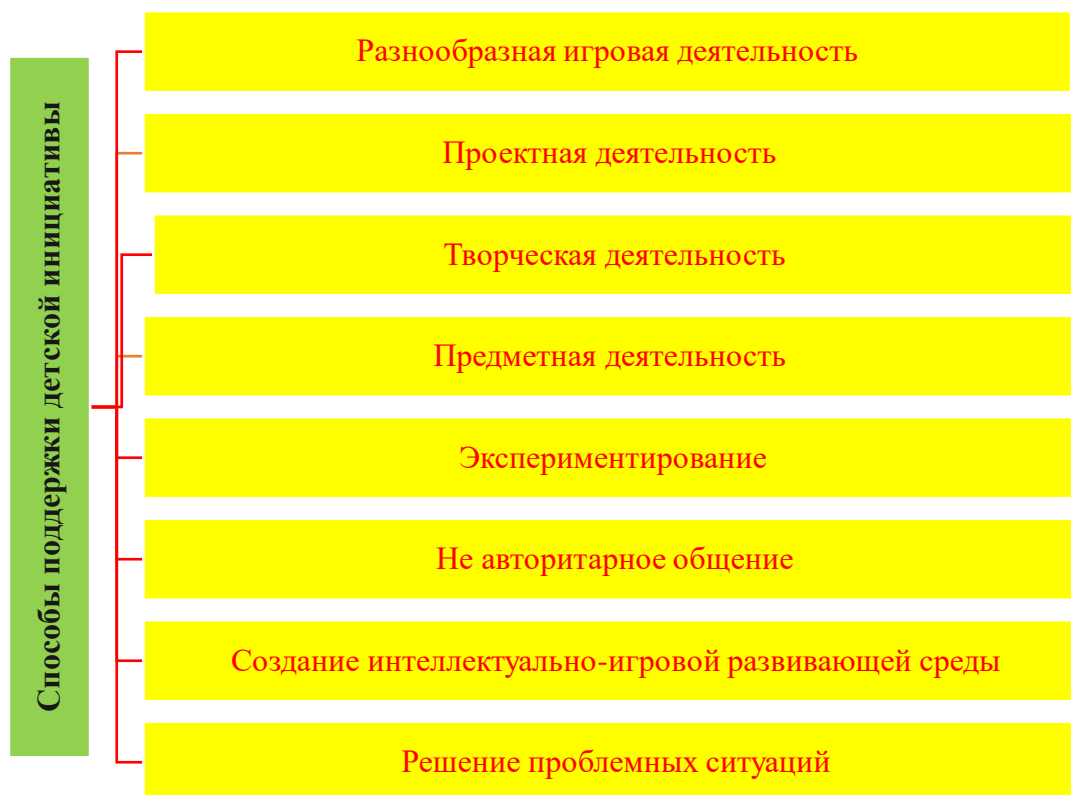 Способы поддержки детской инициативы
Разнообразная игровая деятельность
Проектная деятельность
Творческая деятельность
Предметная деятельность
Экспериментирование
Не авторитарное общение
Создание интеллектуально-игровой развивающей среды
Решение проблемных ситуаций